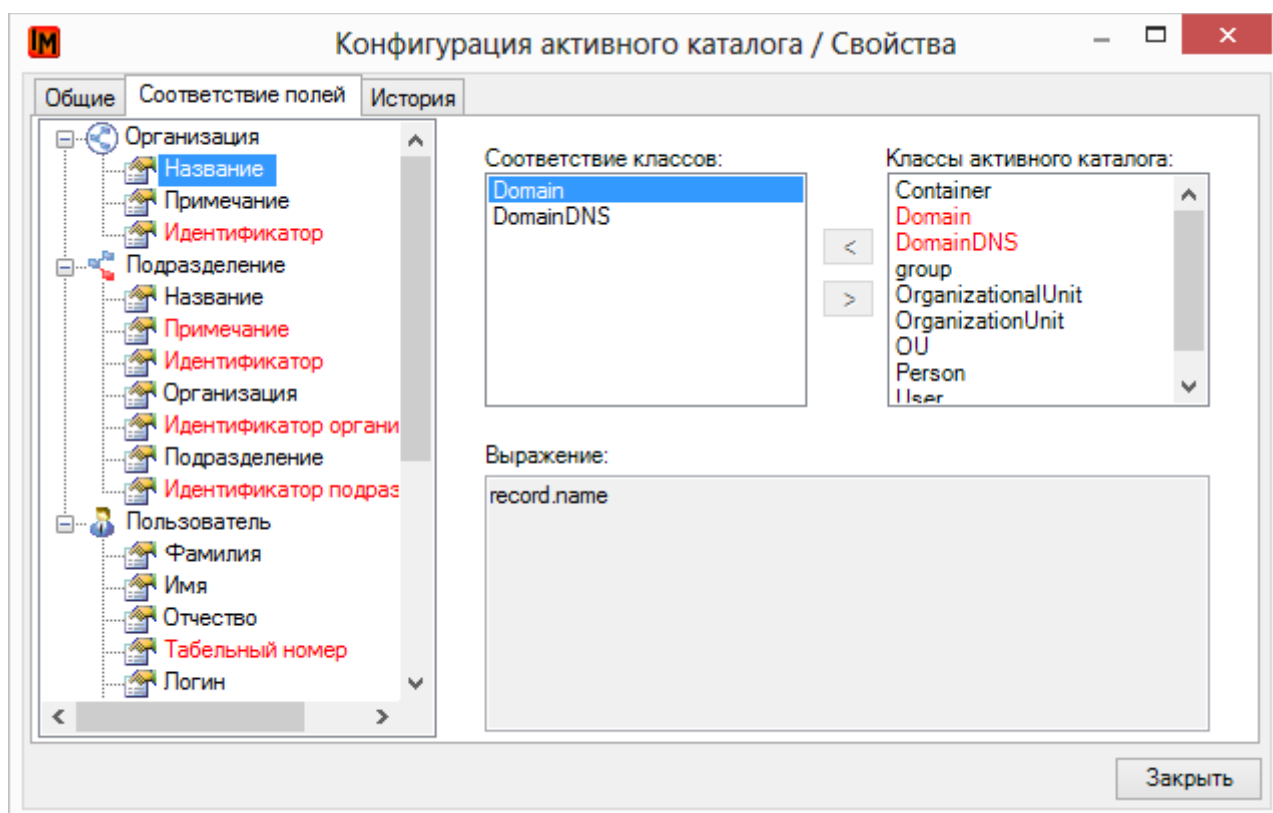 IM
Конфигурация активного каталога / Свойства
Общие
Соответствие полей
История
Организация
Название
Примечание
Идентификатор
Подразделение
Название
Примечание
Идентификатор
Организация
Идентификатор органи
Подразделение
Идентификатор подраз
Пользователь
Фамилия
Имя
Отчество
Табельный номер
Логин
Соответствие классов:
Domain
DomainDNS
<
>
Классы активного каталога:
Container
Domain
DomainDNS
group
OrganizationalUnit
OrganizationUnit
OU
Person
User
Выражение:
record.name
Закрыть